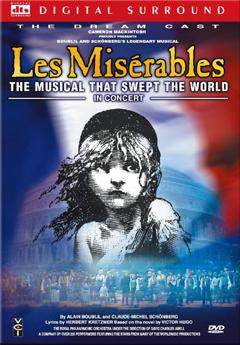 dts DIGITAL SURROUND
DIGITAL SURROUND
THE DREAM CAST
CAMERON MACKINTOSH
PROUDLY PRESENTS
BOUBLIL AND SCHÖNBERG'S LEGENDARY MUSICAL
Les Misérables
THE MUSICAL THAT SWEPT THE WORLD
IN CONCERT
By ALAIN BOUBLIL and CLAUDE-MICHEL SCHÖNBERG
Lyrics by HERBERT KRETZMER Based on the novel by VICTOR HUGO
THE ROYAL PHILHARMONIC ORCHESTRA UNDER THE DIRECTION OF DAVID CHARLES ABELL
A COMPANY OF OVER 250 PERFORMERS FEATURING THE STARS FROM MANY OF THE WORLDWIDE PRODUCTIONS
VCI
DVD